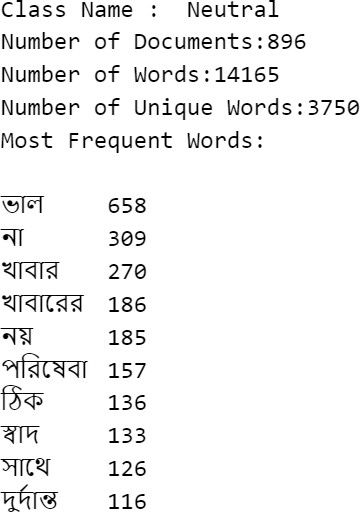 Class Name :  Neutral
Number of Documents:896
Number of Words:14165
Number of Unique Words:3750
Most Frequent Words:
ভাল 658
না 309
খাবার 270
খাবারের 186
নয় 185
পরিষেবা 157
ঠিক 136
স্বাদ 133
সাথে 126
দুর্দান্ত 116